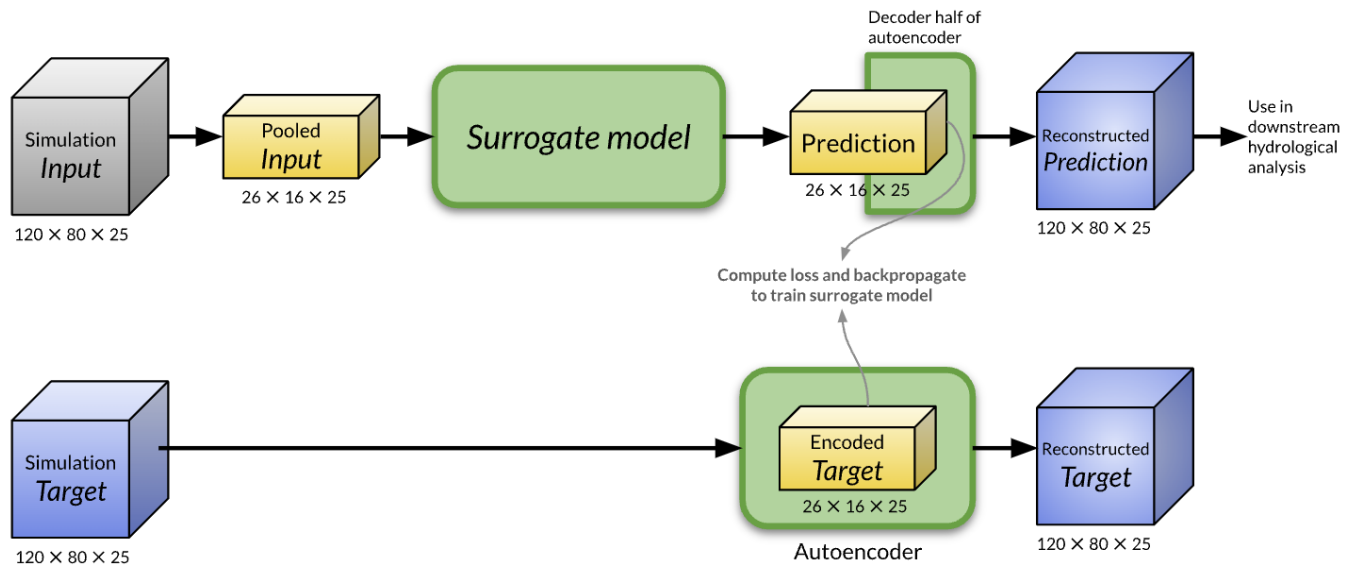 Decoder half of
autoencoder
Simulation
Input
120 × 80 × 25
Pooled
Input
26 × 16 × 25
Surrogate model
Prediction
26 × 16 × 25
Reconstructed
Prediction
120 × 80 × 25
Use in
downstream
hydrological
analysis
Compute loss and backpropagate
to train surrogate model
Simulation
Target
120 × 80 × 25
Encoded
Target
26 × 16 × 25
Autoencoder
Reconstructed
Target
120 × 80 × 25